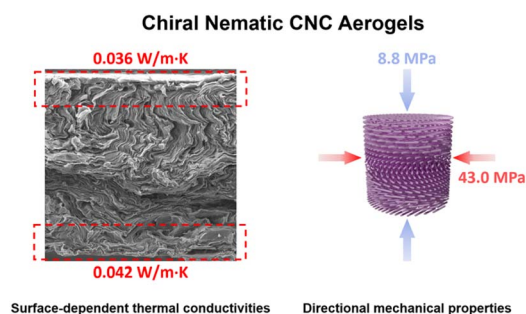 Chiral Nematic CNC Aerogels
0.036 W/m·K
8.8 MPa
43.0 MPa
0.042 W/m·K
Surface-dependent thermal conductivities
Directional mechanical properties